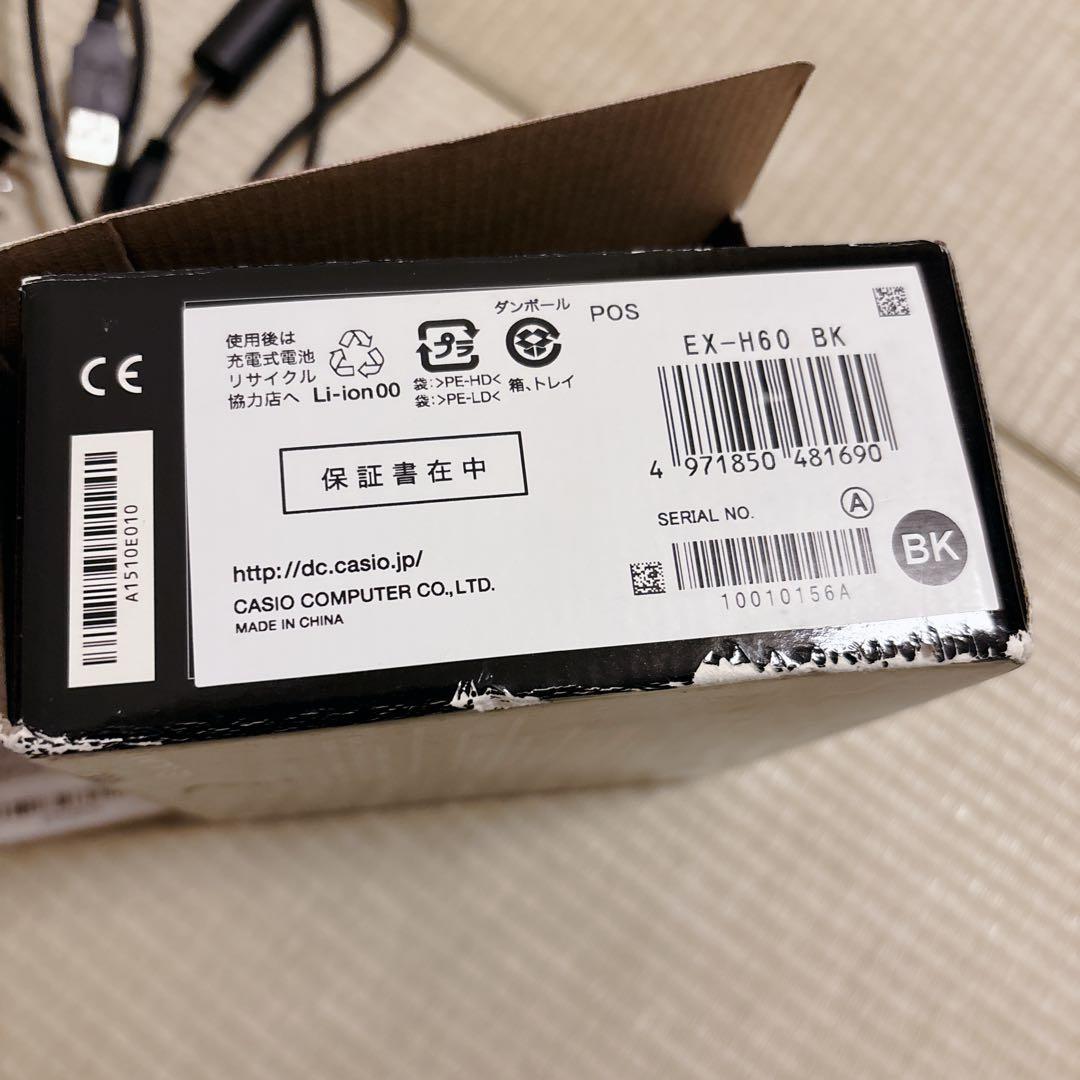 CE
A1510E010
使用後は
充電式電池
リサイクル
協力店へ
Li-ion00
プラ
袋:>PE-HD<
袋:>PE-LD<
ダンボール
箱、トレイ
POS
EX-H60 BK
4 971850 481690
保証書在中
SERIAL NO.
A
10010156A
BK
http://dc.casio.jp/
CASIO COMPUTER CO., LTD.
MADE IN CHINA